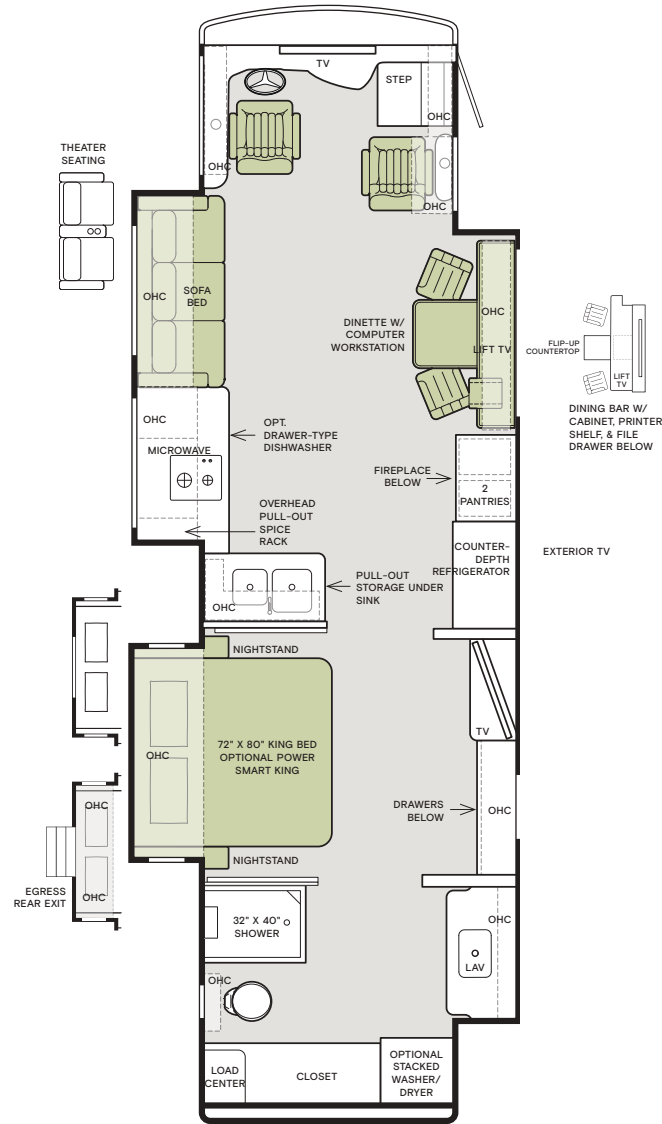 TV
STEP
OHC
OHC
OHC
THEATER
SEATING
OHC
SOFA
BED
DINETTE W/
COMPUTER
WORKSTATION
OHC
LIFT TV
FLIP-UP
COUNTERTOP
LIFT
TV
DINING BAR W/
CABINET, PRINTER
SHELF, & FILE
DRAWER BELOW
OHC
MICROWAVE
OPT.
DRAWER-TYPE
DISHWASHER
FIREPLACE
BELOW
2
PANTRIES
OVERHEAD
PULL-OUT
SPICE
RACK
COUNTER-
DEPTH
REFRIGERATOR
EXTERIOR TV
PULL-OUT
STORAGE UNDER
SINK
OHC
NIGHTSTAND
TV
72" X 80" KING BED
OPTIONAL POWER
SMART KING
OHC
DRAWERS
BELOW
OHC
NIGHTSTAND
OHC
OHC
EGRESS
REAR EXIT
32" X 40"
SHOWER
OHC
LAV
OHC
LOAD
CENTER
CLOSET
OPTIONAL
STACKED
WASHER/
DRYER